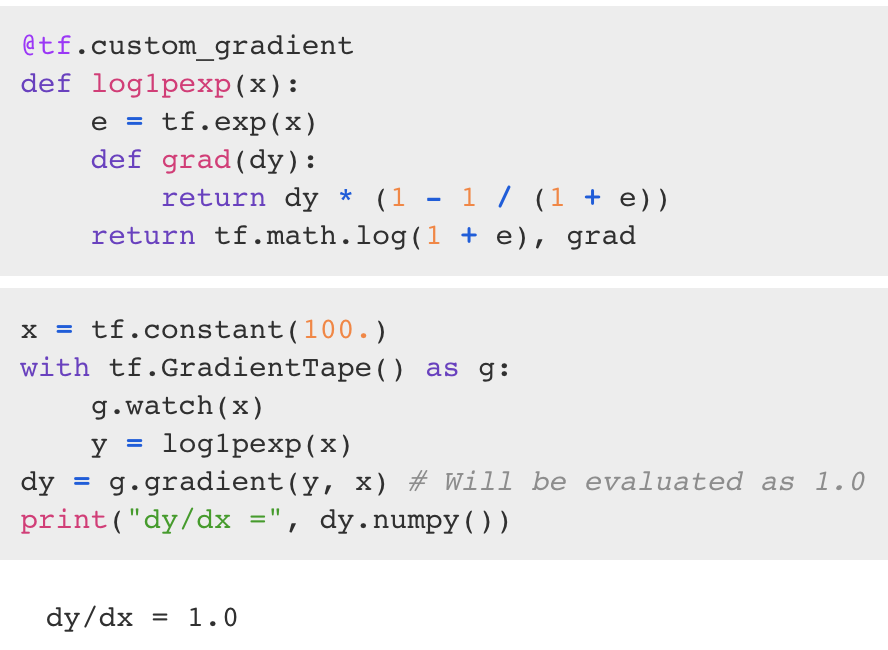 @tf.custom_gradient
def log1pexp(x):
    e = tf.exp(x)
    def grad(dy):
        return dy * (1 - 1 / (1 + e))
    return tf.math.log(1 + e), grad
x = tf.constant(100.)
with tf.GradientTape() as g:
    g.watch(x)
    y = log1pexp(x)
dy = g.gradient(y, x) # Will be evaluated as 1.0
print("dy/dx =", dy.numpy())
dy/dx = 1.0